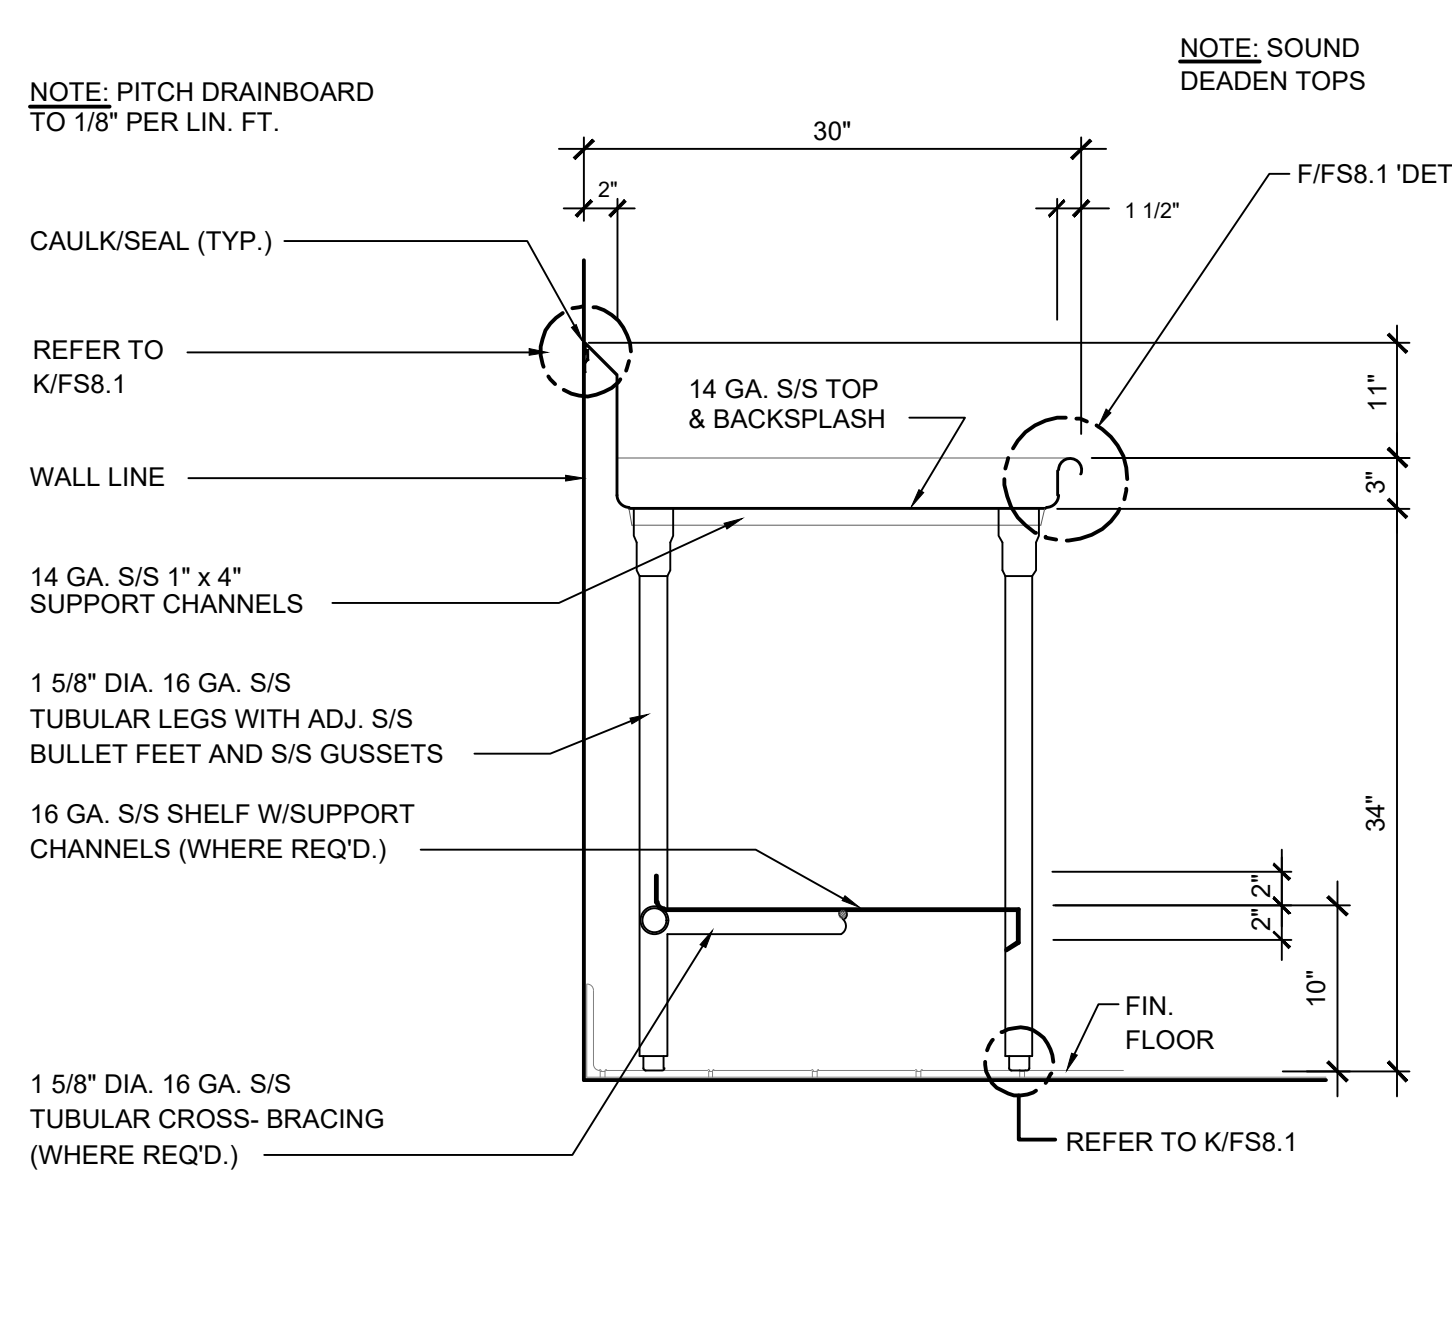 NOTE: SOUND
DEADEN TOPS
NOTE: PITCH DRAINBOARD
TO 1/8" PER LIN. FT.
30"
F/FS8.1 'DET
2"
1 1/2"
CAULK/SEAL (TYP.)
REFER TO
K/FS8.1
14 GA. S/S TOP
& BACKSPLASH
11"
WALL LINE
3"
14 GA. S/S 1" x 4"
SUPPORT CHANNELS
1 5/8" DIA. 16 GA. S/S
TUBULAR LEGS WITH ADJ. S/S
BULLET FEET AND S/S GUSSETS
16 GA. S/S SHELF W/SUPPORT
CHANNELS (WHERE REQ'D.)
34"
2"
2"
10"
FIN.
FLOOR
1 5/8" DIA. 16 GA. S/S
TUBULAR CROSS- BRACING
(WHERE REQ'D.)
REFER TO K/FS8.1